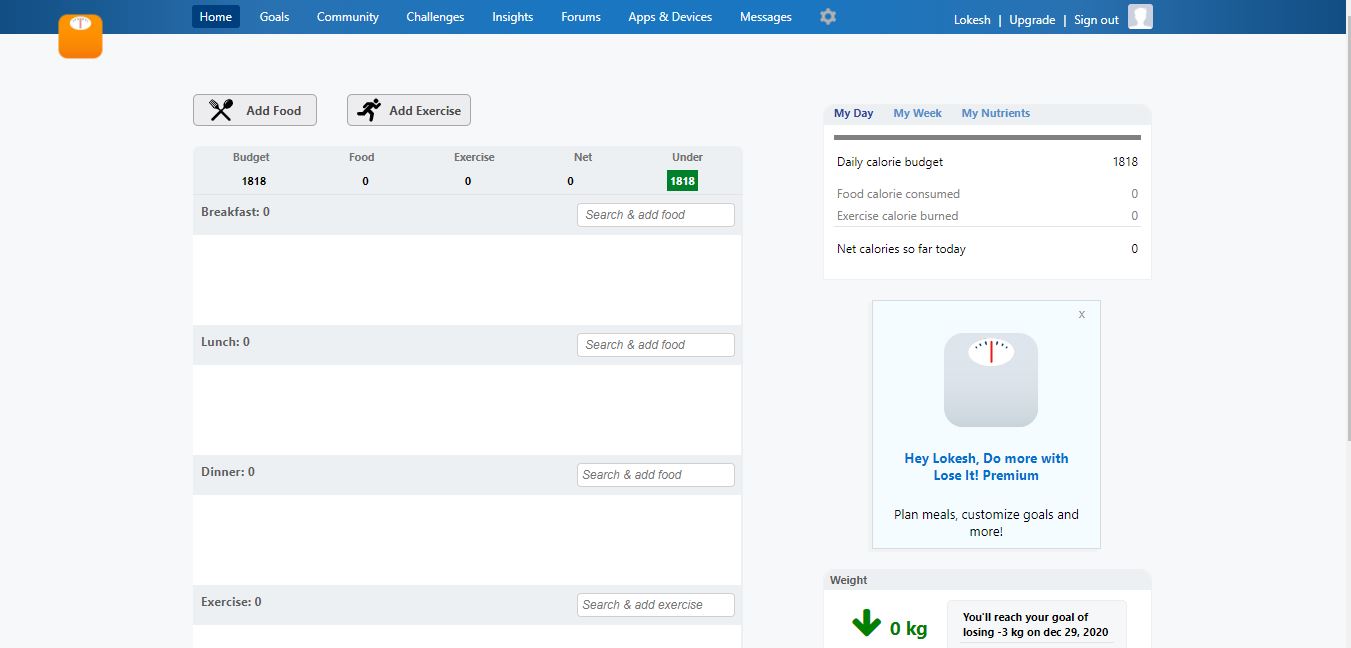 Home Goals Community Challenges Insights Forums Apps & Devices Messages Lokesh | Upgrade | Sign out
Add Food Add Exercise
Budget Food Exercise Net Under
1818 0 0 0 1818
Breakfast: 0 Search & add food
Lunch: 0 Search & add food
Dinner: 0 Search & add food
Exercise: 0 Search & add exercise
My Day My Week My Nutrients
Daily calorie budget 1818
Food calorie consumed 0
Exercise calorie burned 0
Net calories so far today 0
x
Hey Lokesh, Do more with
Lose It! Premium
Plan meals, customize goals and
more!
Weight
0 kg
You'll reach your goal of
losing -3 kg on dec 29, 2020